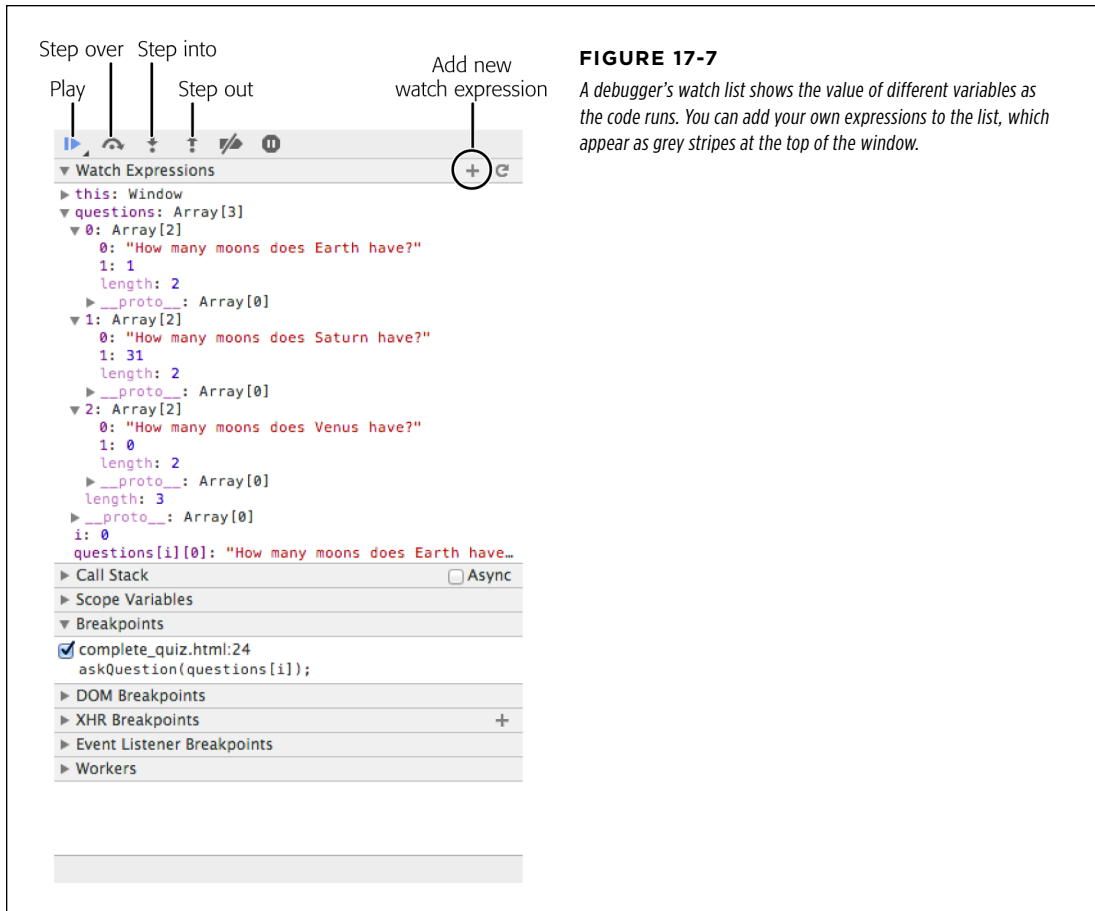 Step over Step into
Play
Step out
Add new
watch expression
FIGURE 17-7
A debugger’s watch list shows the value of different variables as
the code runs. You can add your own expressions to the list, which
appear as grey stripes at the top of the window.
Watch Expressions
this: Window
questions: Array[3]
0: Array[2]
0: "How many moons does Earth have?"
1: 1
length: 2
__proto__: Array[0]
1: Array[2]
0: "How many moons does Saturn have?"
1: 31
length: 2
__proto__: Array[0]
2: Array[2]
0: "How many moons does Venus have?"
1: 0
length: 2
__proto__: Array[0]
length: 3
__proto__: Array[0]
i: 0
questions[i][0]: "How many moons does Earth have…
Call Stack Async
Scope Variables
Breakpoints
complete_quiz.html:24
askQuestion(questions[i]);
DOM Breakpoints
XHR Breakpoints +
Event Listener Breakpoints
Workers